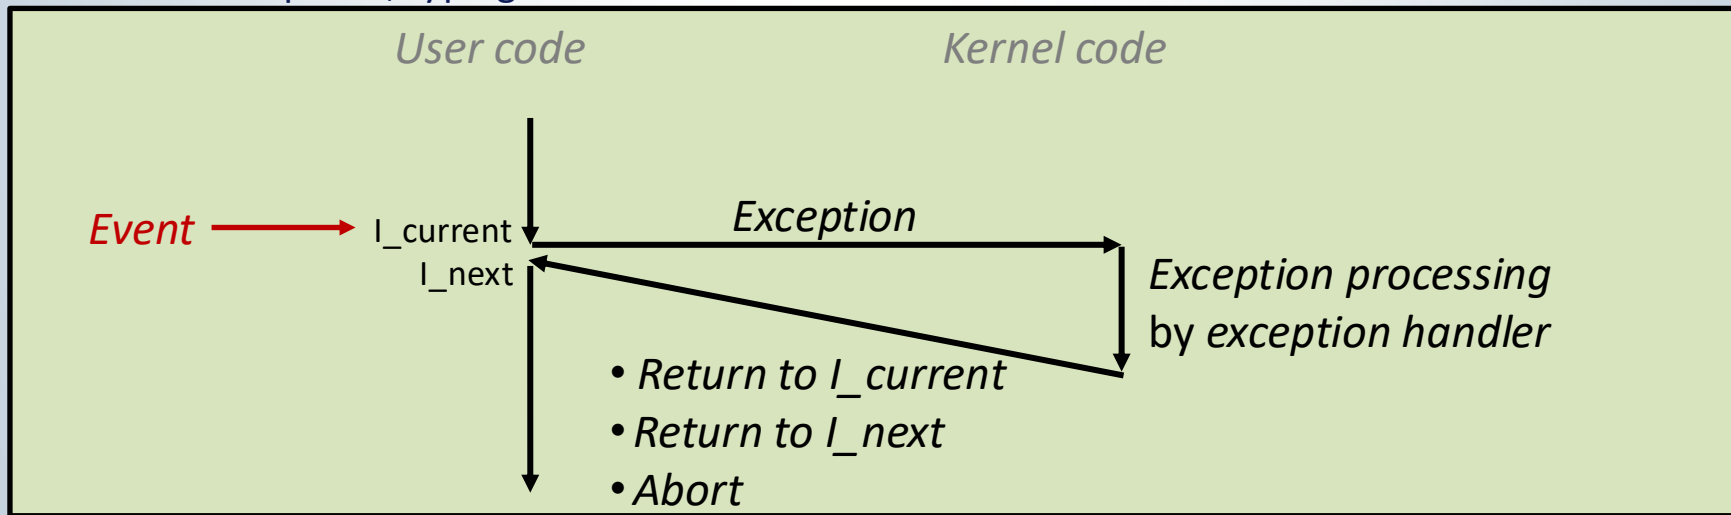 User code
Kernel code
Event
I_current
Exception
I_next
Exception processing
by exception handler
• Return to I_current
• Return to I_next
• Abort